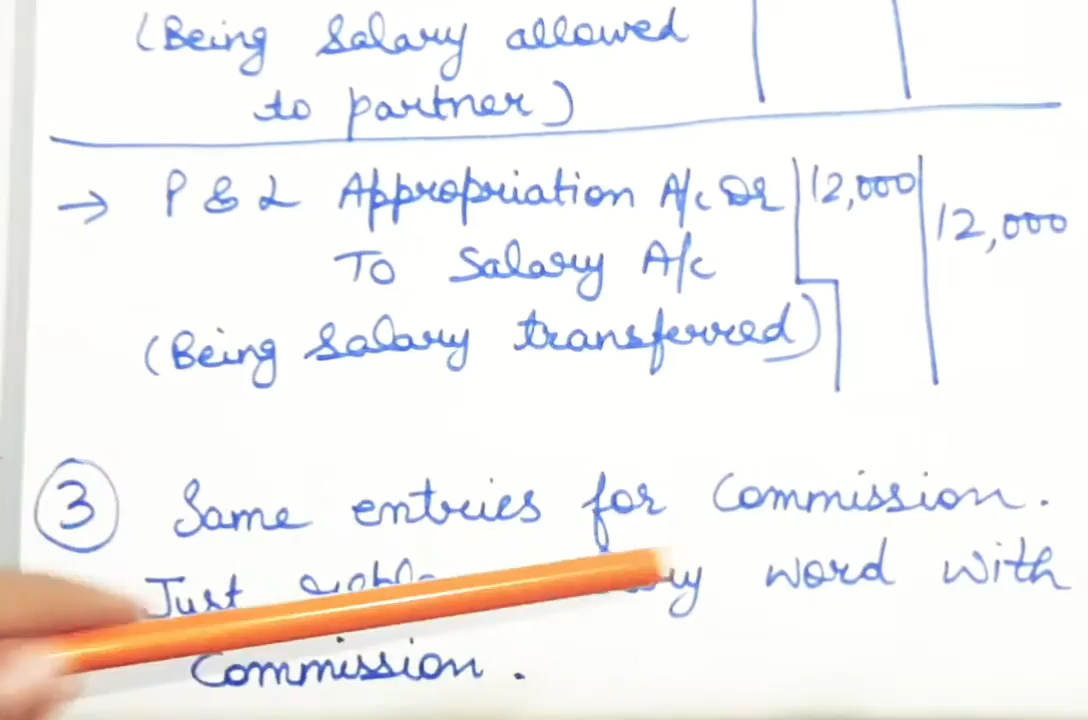 (Being Salary allowed
to partner)
→ P & L Appropriation A/c Dr 12,000
To Salary A/c 12,000
(Being Salary transferred)
3 Same entries for Commission.
Just word with
Commission.